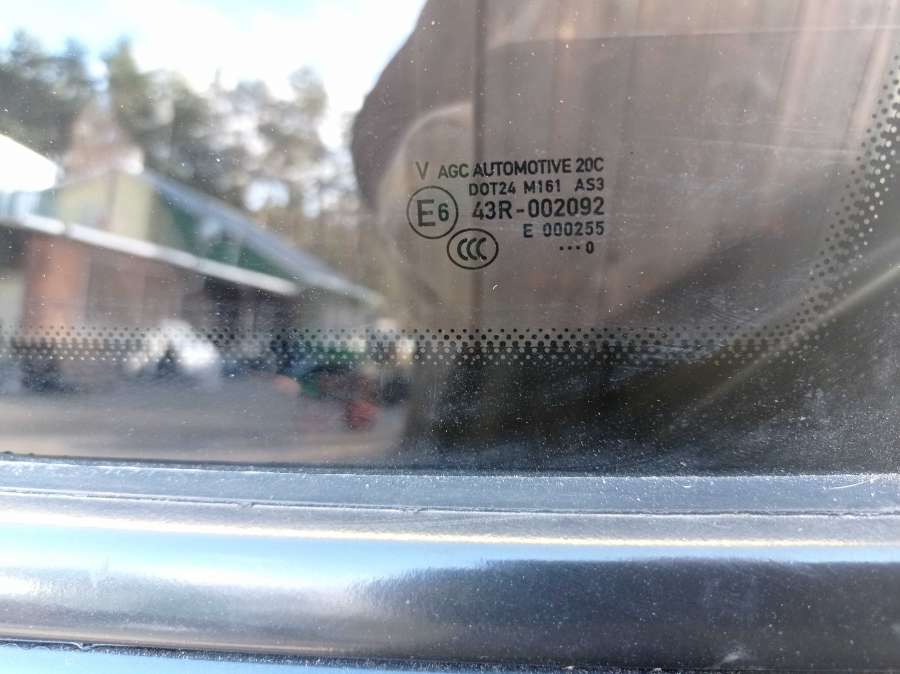 V AGC AUTOMOTIVE 20C
DOT24 M161 AS3
E6 43R-002092
E 000255
CCC
•••0